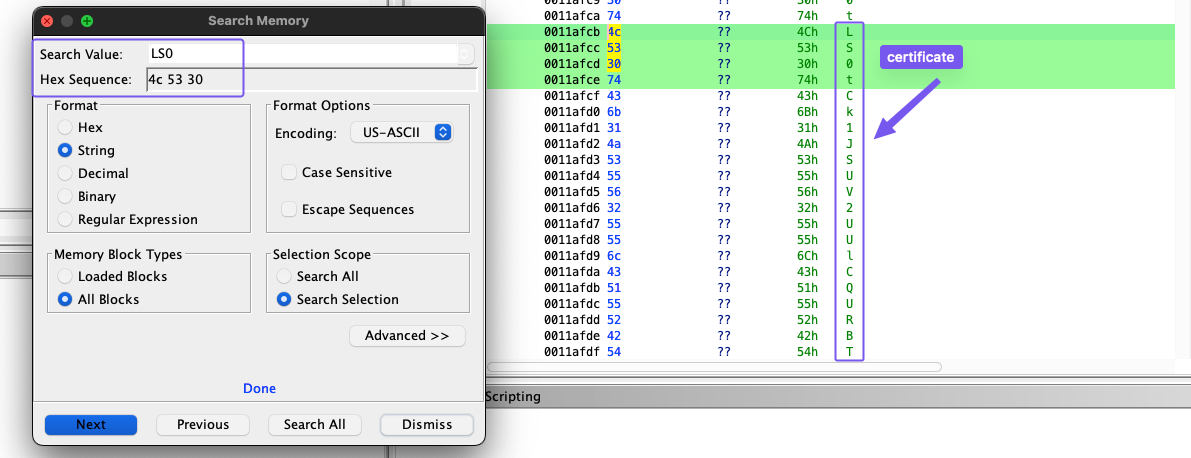 Search Memory
Search Value: LS0
Hex Sequence: 4c 53 30
Format
Hex
String
Decimal
Binary
Regular Expression
Format Options
Encoding: US-ASCII
Case Sensitive
Escape Sequences
Memory Block Types
Loaded Blocks
All Blocks
Selection Scope
Search All
Search Selection
Advanced >>
Done
Next Previous Search All Dismiss
0011afca 74 ?? 74h t
0011afcb 4c ?? 4Ch L
0011afcc 53 ?? 53h S
0011afcd 30 ?? 30h 0
0011afce 74 ?? 74h t
0011afcf 43 ?? 43h C
0011afd0 6b ?? 6Bh k
0011afd1 31 ?? 31h 1
0011afd2 4a ?? 4Ah J
0011afd3 53 ?? 53h S
0011afd4 55 ?? 55h U
0011afd5 56 ?? 56h V
0011afd6 32 ?? 32h 2
0011afd7 55 ?? 55h U
0011afd8 55 ?? 55h U
0011afd9 6c ?? 6Ch l
0011afda 43 ?? 43h C
0011afdb 51 ?? 51h Q
0011afdc 55 ?? 55h U
0011afdd 52 ?? 52h R
0011afde 42 ?? 42h B
0011afdf 54 ?? 54h T
certificate
Scripting